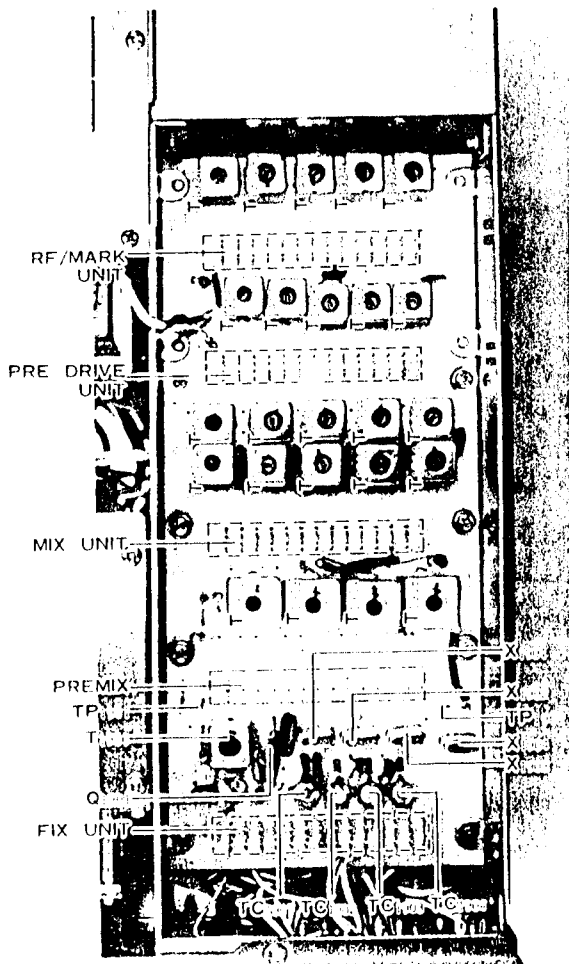 RF/MARK
UNIT
PRE DRIVE
UNIT
MIX UNIT
X
PREMIX
X
TP
TP
T
X
X
Q
FIX UNIT
TC TC TC TC